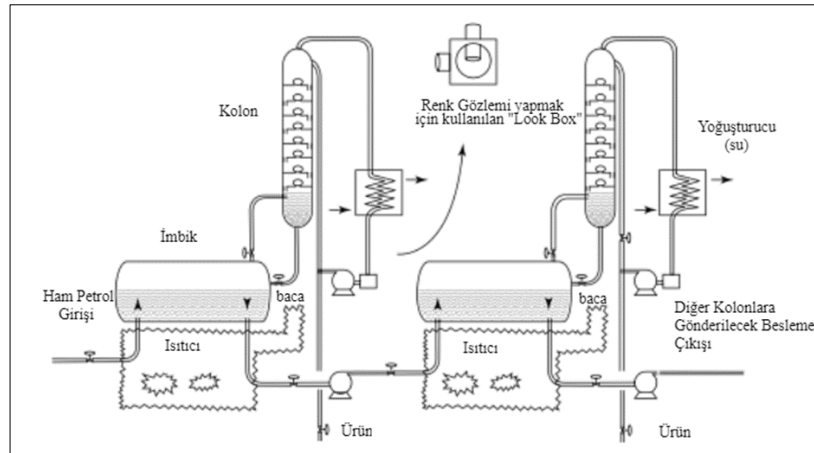 Kolon
Renk Gözlemi yapmak
için kullanılan "Look Box"
Yoğuşturucu
(su)
İmbik
Ham Petrol
Girişi
baca
Isıtıcı
Ürün
baca
Isıtıcı
Diğer Kolonlara
Gönderilecek Besleme
Çıkışı
Ürün